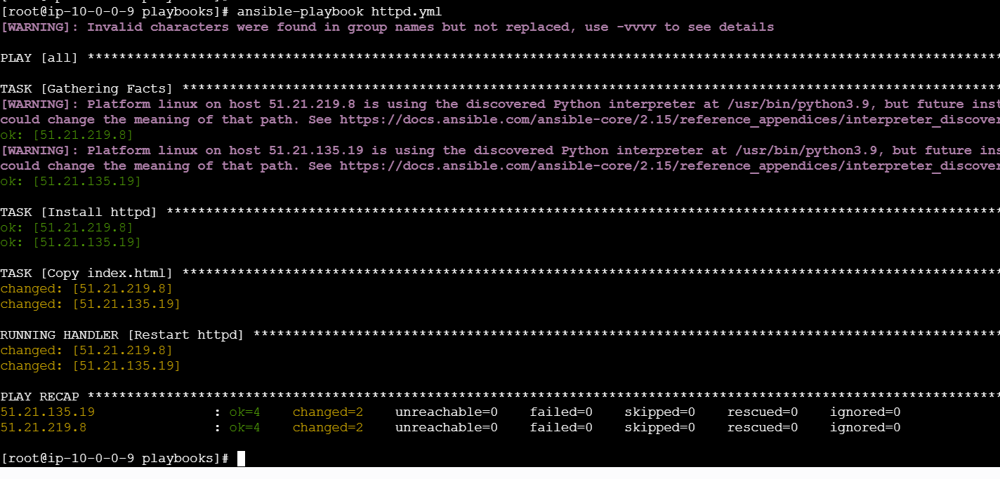 [root@ip-10-0-0-9 playbooks]# ansible-playbook httpd.yml
[WARNING]: Invalid characters were found in group names but not replaced, use -vvvv to see details
PLAY [all] ********************************************************************************************************************
TASK [Gathering Facts] ********************************************************************************************************
[WARNING]: Platform linux on host 51.21.219.8 is using the discovered Python interpreter at /usr/bin/python3.9, but future inst
could change the meaning of that path. See https://docs.ansible.com/ansible-core/2.15/reference_appendices/interpreter_discover
ok: [51.21.219.8]
[WARNING]: Platform linux on host 51.21.135.19 is using the discovered Python interpreter at /usr/bin/python3.9, but future ins
could change the meaning of that path. See https://docs.ansible.com/ansible-core/2.15/reference_appendices/interpreter_discover
ok: [51.21.135.19]
TASK [Install httpd] **********************************************************************************************************
ok: [51.21.219.8]
ok: [51.21.135.19]
TASK [Copy index.html] ********************************************************************************************************
changed: [51.21.219.8]
changed: [51.21.135.19]
RUNNING HANDLER [Restart httpd] ***********************************************************************************************
changed: [51.21.219.8]
changed: [51.21.135.19]
PLAY RECAP ********************************************************************************************************************
51.21.135.19 : ok=4 changed=2 unreachable=0 failed=0 skipped=0 rescued=0 ignored=0
51.21.219.8 : ok=4 changed=2 unreachable=0 failed=0 skipped=0 rescued=0 ignored=0
[root@ip-10-0-0-9 playbooks]#